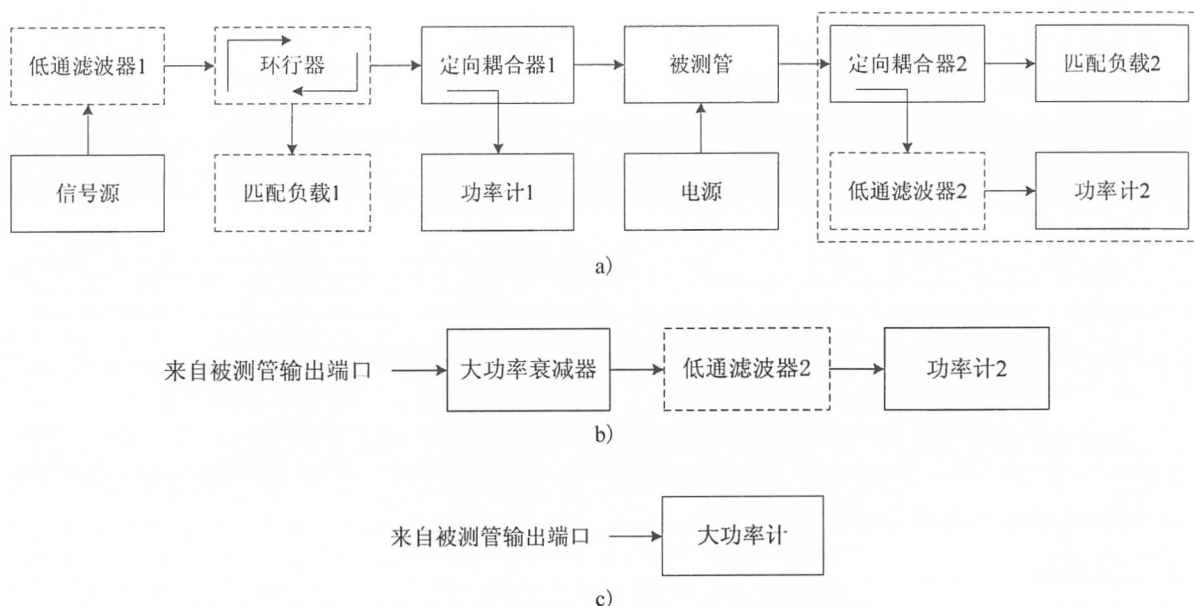 低通滤波器1
环行器
定向耦合器1
被测管
定向耦合器2
匹配负载2
信号源
匹配负载1
功率计1
电源
低通滤波器2
功率计2
a)
来自被测管输出端口
大功率衰减器
低通滤波器2
功率计2
b)
来自被测管输出端口
大功率计
c)